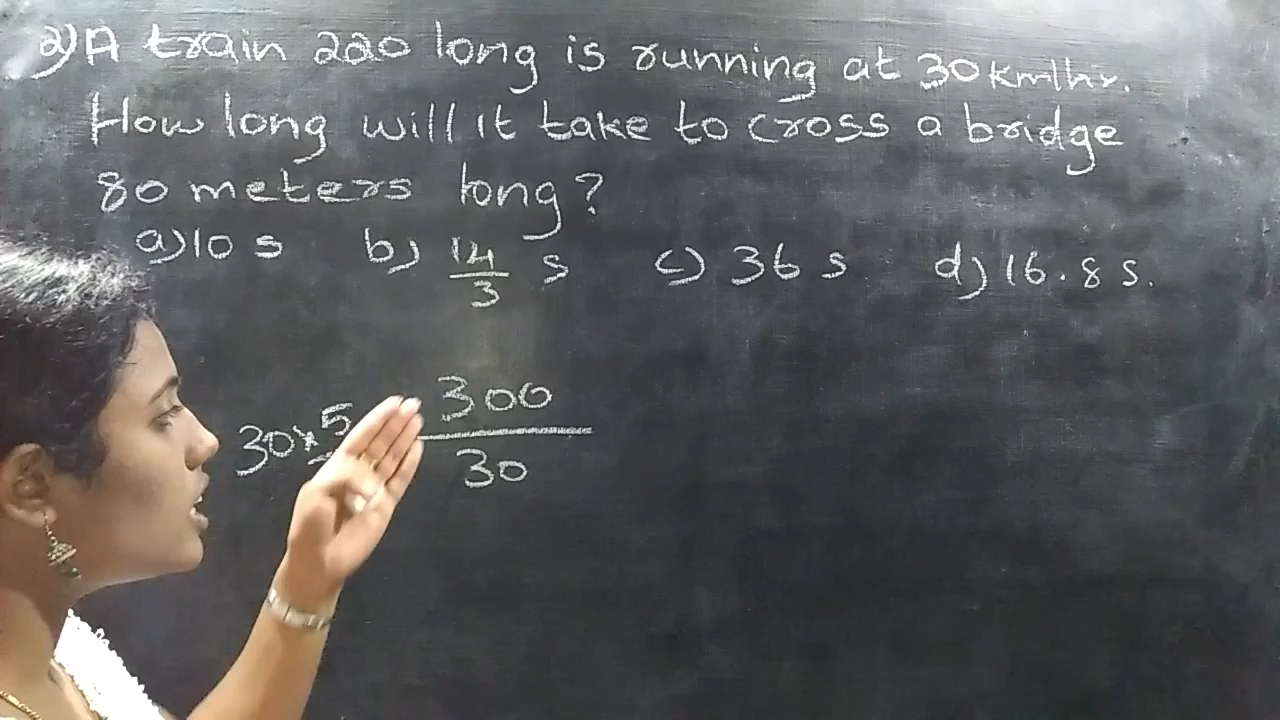 2) A train 220 long is running at 30 km/hr.
How long will it take to cross a bridge
80 meters long?
a) 10 s b) 14/3 s c) 36 s d) 16.8 s.
30 × 5 300/30